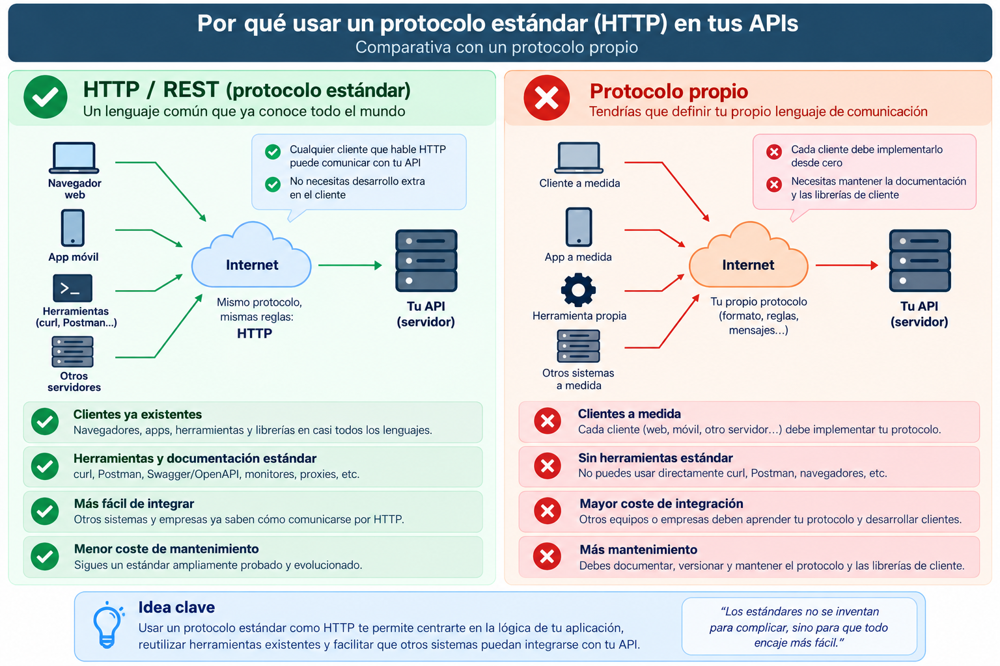 Por qué usar un protocolo estándar (HTTP) en tus APIs
Comparativa con un protocolo propio
HTTP / REST (protocolo estándar)
Un lenguaje común que ya conoce todo el mundo
Navegador
web
App móvil
>_
Herramientas
(curl, Postman...)
Otros
servidores
Cualquier cliente que hable HTTP
puede comunicar con tu API
No necesitas desarrollo extra
en el cliente
Internet
Mismo protocolo,
mismas reglas:
HTTP
Tu API
(servidor)
Clientes ya existentes
Navegadores, apps, herramientas y librerías en casi todos los lenguajes.
Herramientas y documentación estándar
curl, Postman, Swagger/OpenAPI, monitores, proxies, etc.
Más fácil de integrar
Otros sistemas y empresas ya saben cómo comunicarse por HTTP.
Menor coste de mantenimiento
Sigues un estándar ampliamente probado y evolucionado.
Protocolo propio
Tendrías que definir tu propio lenguaje de comunicación
Cliente a medida
App a medida
Herramienta propia
Otros sistemas
a medida
Cada cliente debe implementarlo
desde cero
Necesitas mantener la documentación
y las librerías de cliente
Internet
Tu propio protocolo
(formato, reglas,
mensajes...)
Tu API
(servidor)
Clientes a medida
Cada cliente (web, móvil, otro servidor...) debe implementar tu protocolo.
Sin herramientas estándar
No puedes usar directamente curl, Postman, navegadores, etc.
Mayor coste de integración
Otros equipos o empresas deben aprender tu protocolo y desarrollar clientes.
Más mantenimiento
Debes documentar, versionar y mantener el protocolo y las librerías de cliente.
Idea clave
Usar un protocolo estándar como HTTP te permite centrarte en la lógica de tu aplicación,
reutilizar herramientas existentes y facilitar que otros sistemas puedan integrarse con tu API.
“Los estándares no se inventan
para complicar, sino para que todo
encaje más fácil.”